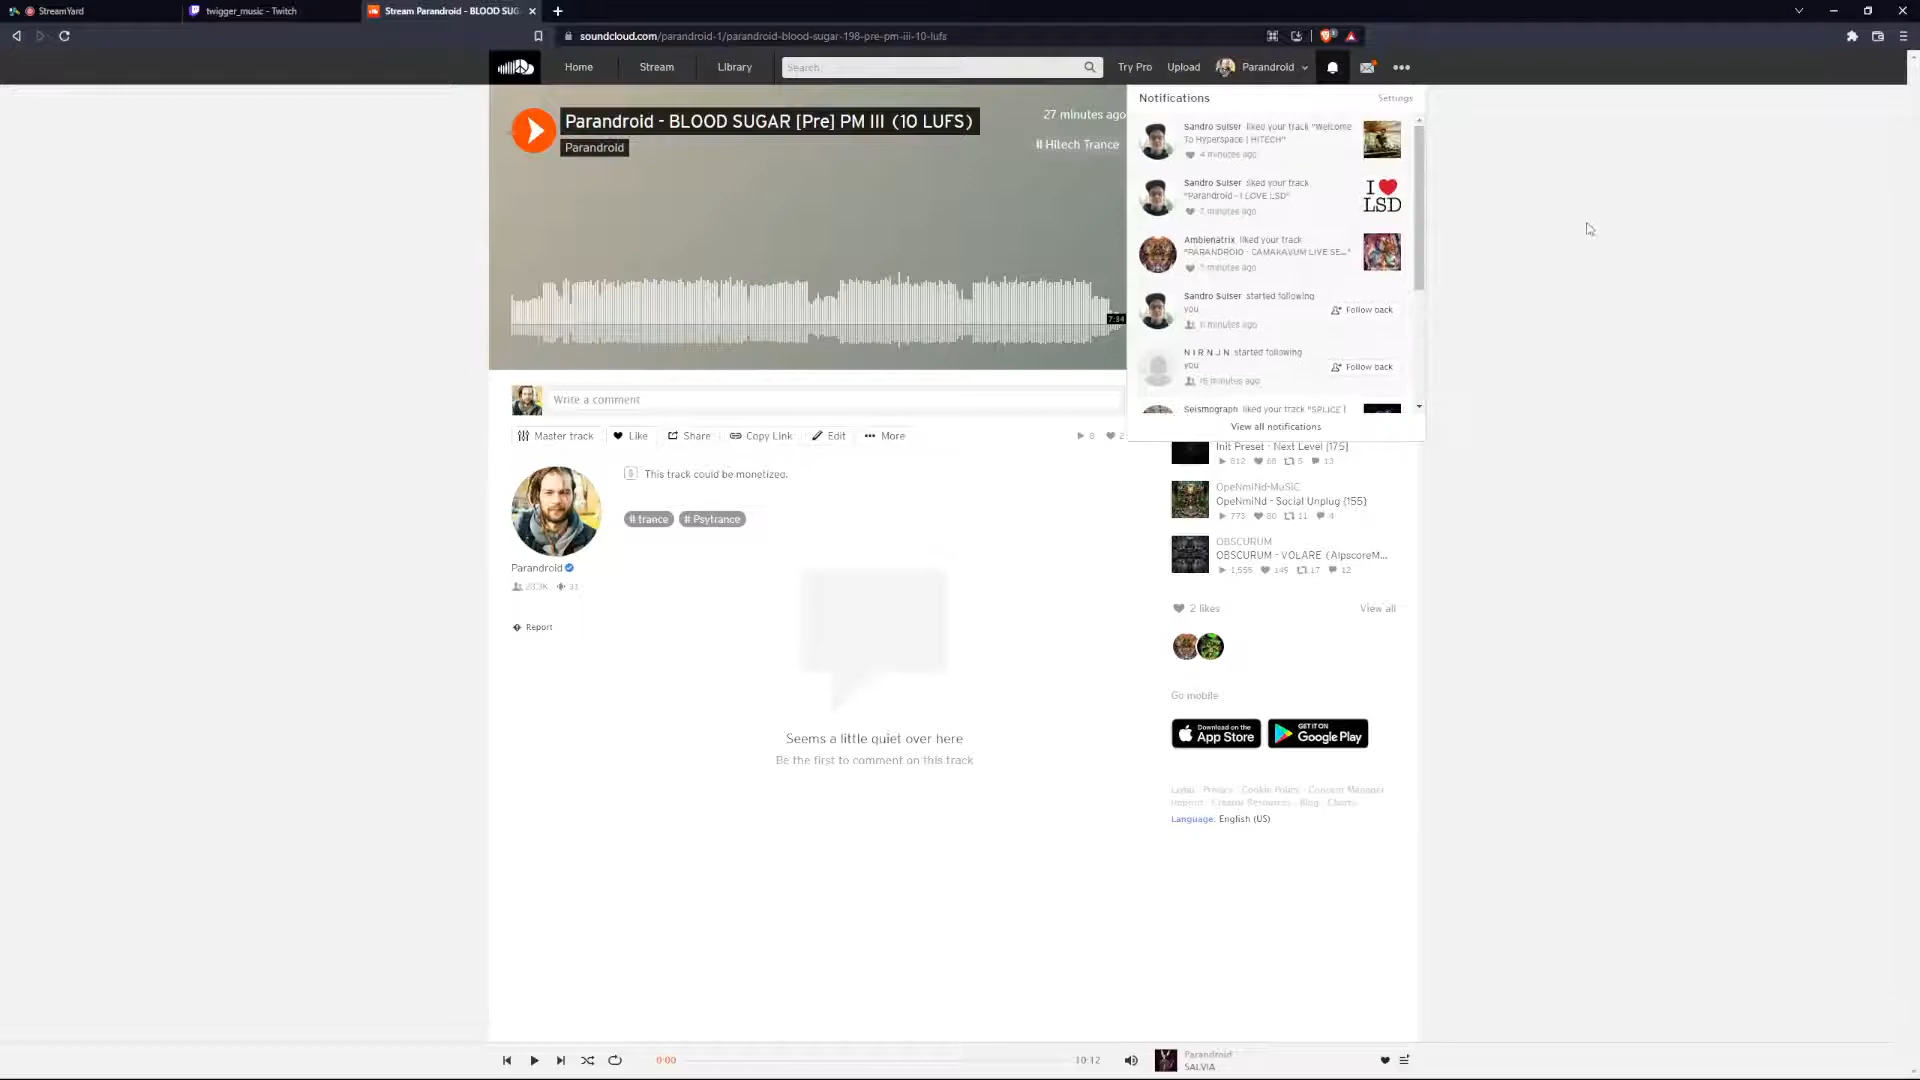 StreamYard
twigger_music - Twitch
Stream Parandroid - BLOOD SUG
soundcloud.com/parandroid-1/parandroid-blood-sugar-198-pre-pm-iii-10-lufs
Home
Stream
Library
Search
Try Pro
Upload
Parandroid
Parandroid - BLOOD SUGAR [Pre] PM III (10 LUFS)
Parandroid
27 minutes ago
# Hitech Trance
7:34
Notifications
Settings
Sandro Sulser liked your track "Welcome
To Hyperspace | HITECH"
4 minutes ago
Sandro Sulser liked your track
"Parandroid - I LOVE LSD"
7 minutes ago
I ♥
LSD
Ambienatrix liked your track
"PARANDROID - CAMAKAVUM LIVE SE..."
minutes ago
Sandro Sulser started following
you
Follow back
minutes ago
N I R N J N started following
you
Follow back
minutes ago
Seismograph liked your track "SPLICE |
View all notifications
Write a comment
Master track
Like
Share
Copy Link
Edit
More
8
2
This track could be monetized.
# trance
# Psytrance
Parandroid
31
Report
Init Preset - Next Level [175]
812
68
5
13
OpeNmiNd-MuSiC
OpeNmiNd - Social Unplug {155}
773
80
11
4
OBSCURUM
OBSCURUM - VOLARE (AlpscoreM...
1,555
149
17
12
2 likes
View all
Seems a little quiet over here
Be the first to comment on this track
Go mobile
Download on the
App Store
GET IT ON
Google Play
Legal · Privacy · Cookie Policy · Consent Manager
Imprint · Creator Resources · Blog · Charts
Language: English (US)
0:00
10:12
Parandroid
SALVIA